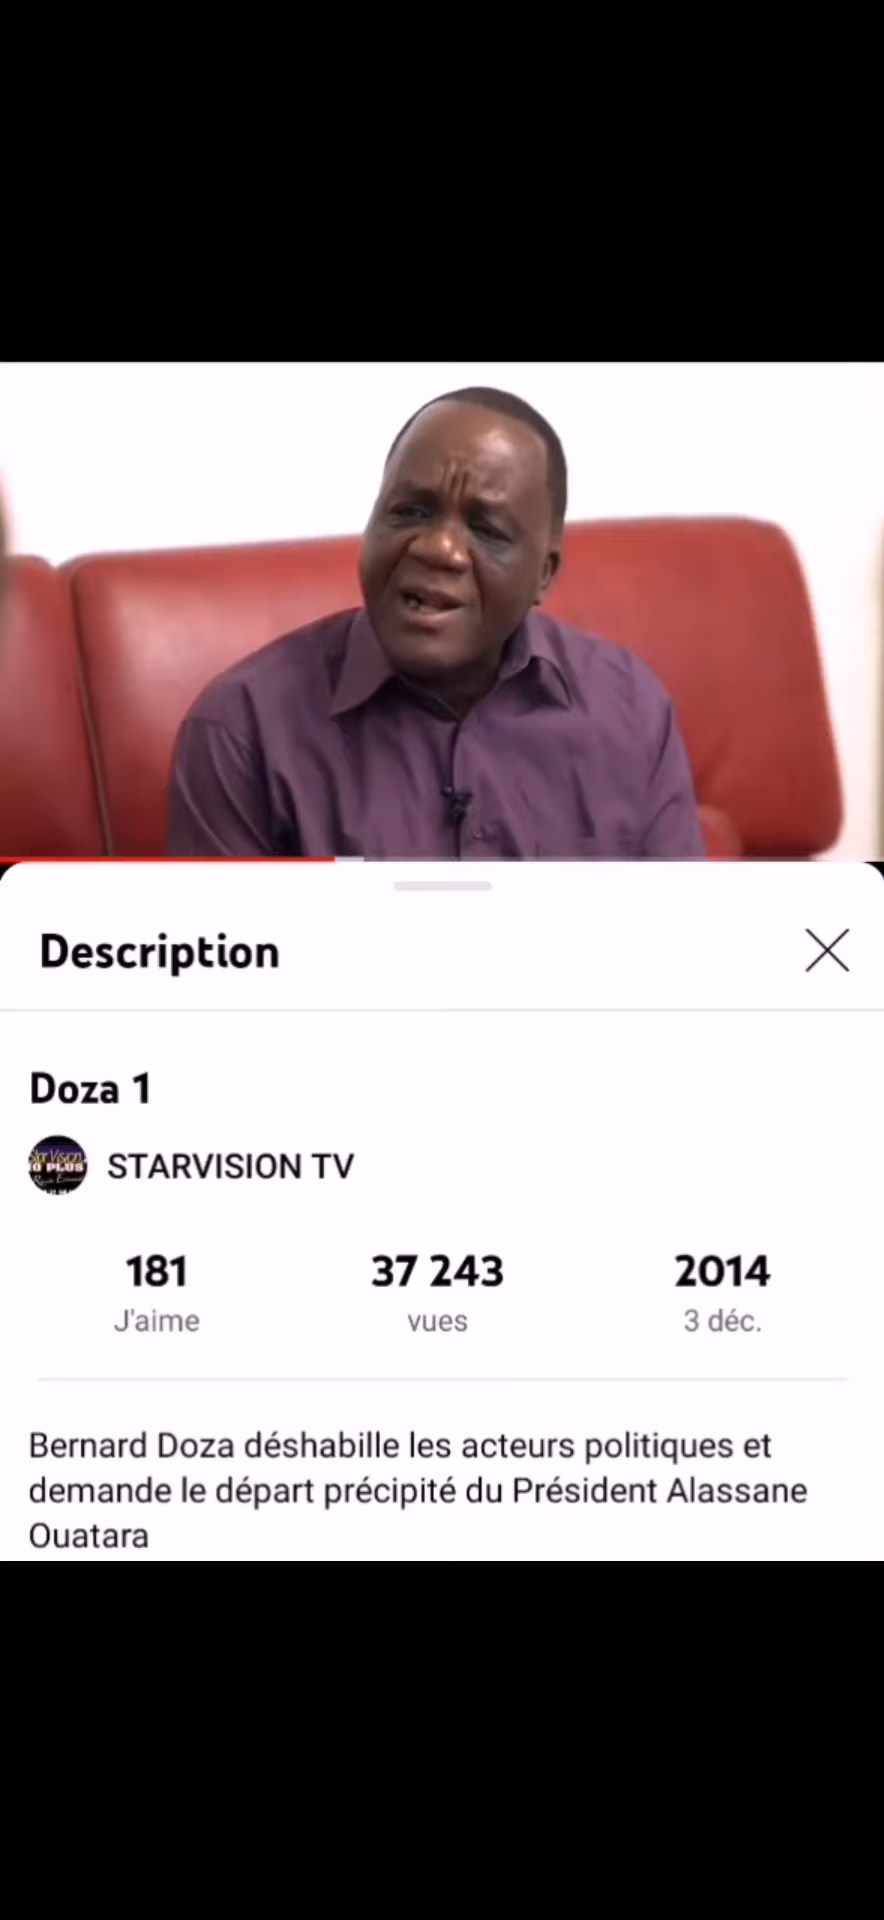 Description
Doza 1
STARVISION TV
181
37 243
2014
J'aime
vues
3 déc.
Bernard Doza déshabille les acteurs politiques et
demande le départ précipité du Président Alassane
Ouatara